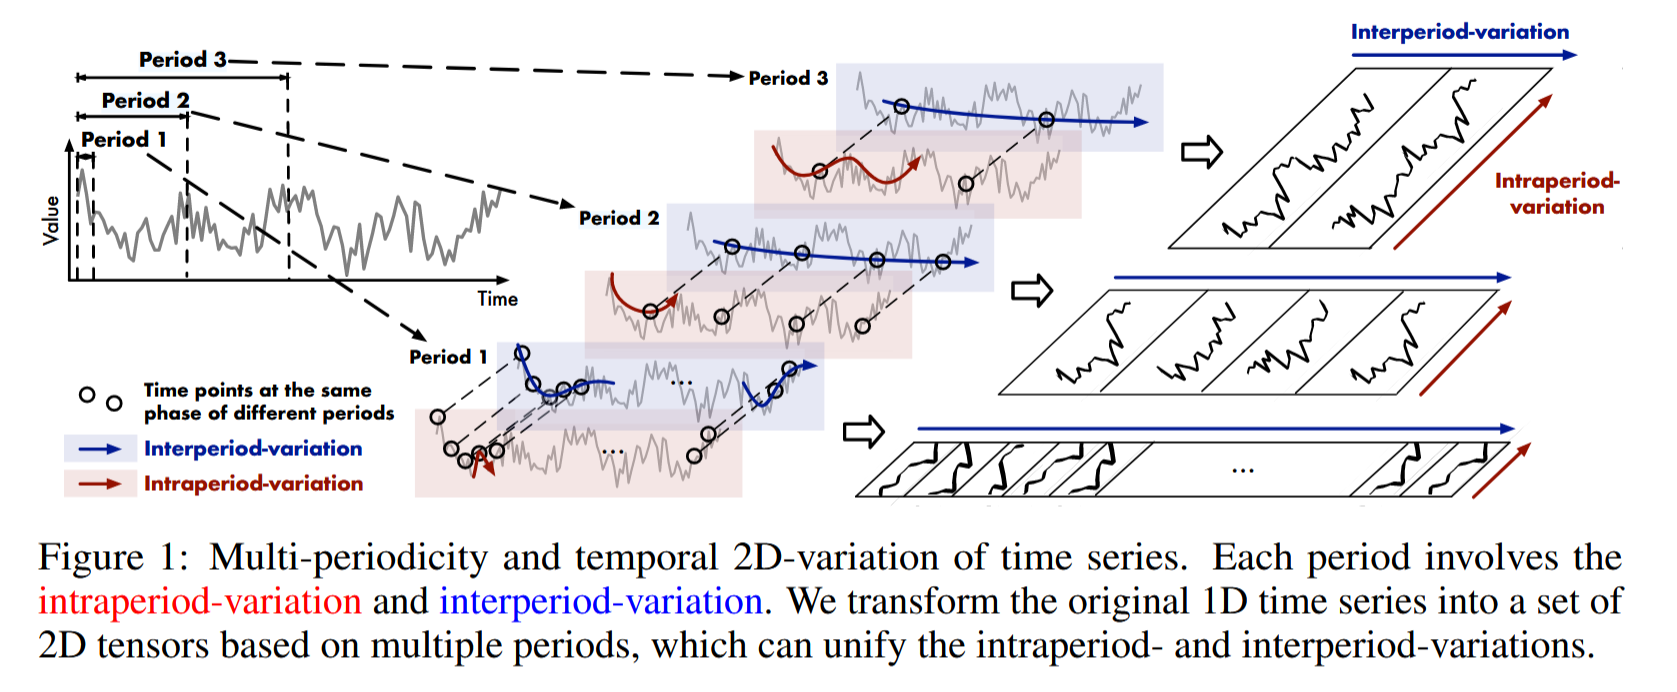 Interperiod-variation
Period 3
Period 3
Period 2
Period 1
Intraperiod-
variation
Value
Period 2
Time
Period 1
Time points at the same
phase of different periods
Interperiod-variation
Intraperiod-variation
...
...
...
Figure 1: Multi-periodicity and temporal 2D-variation of time series. Each period involves the
intraperiod-variation and interperiod-variation. We transform the original 1D time series into a set of
2D tensors based on multiple periods, which can unify the intraperiod- and interperiod-variations.